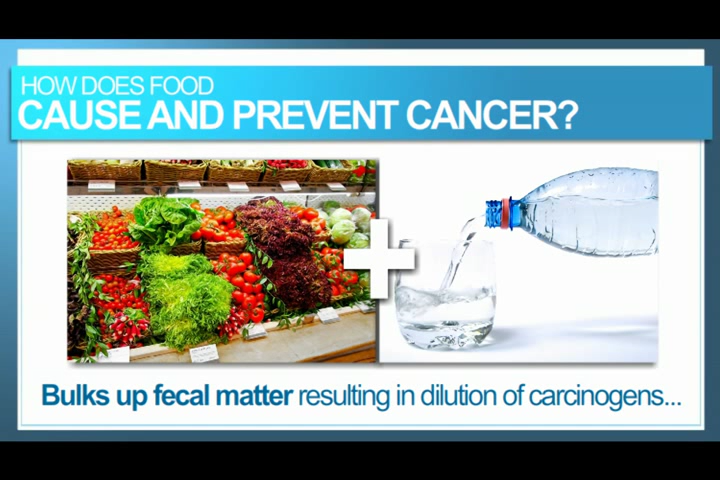 HOW DOES FOOD
CAUSE AND PREVENT CANCER?
Bulks up fecal matter resulting in dilution of carcinogens...